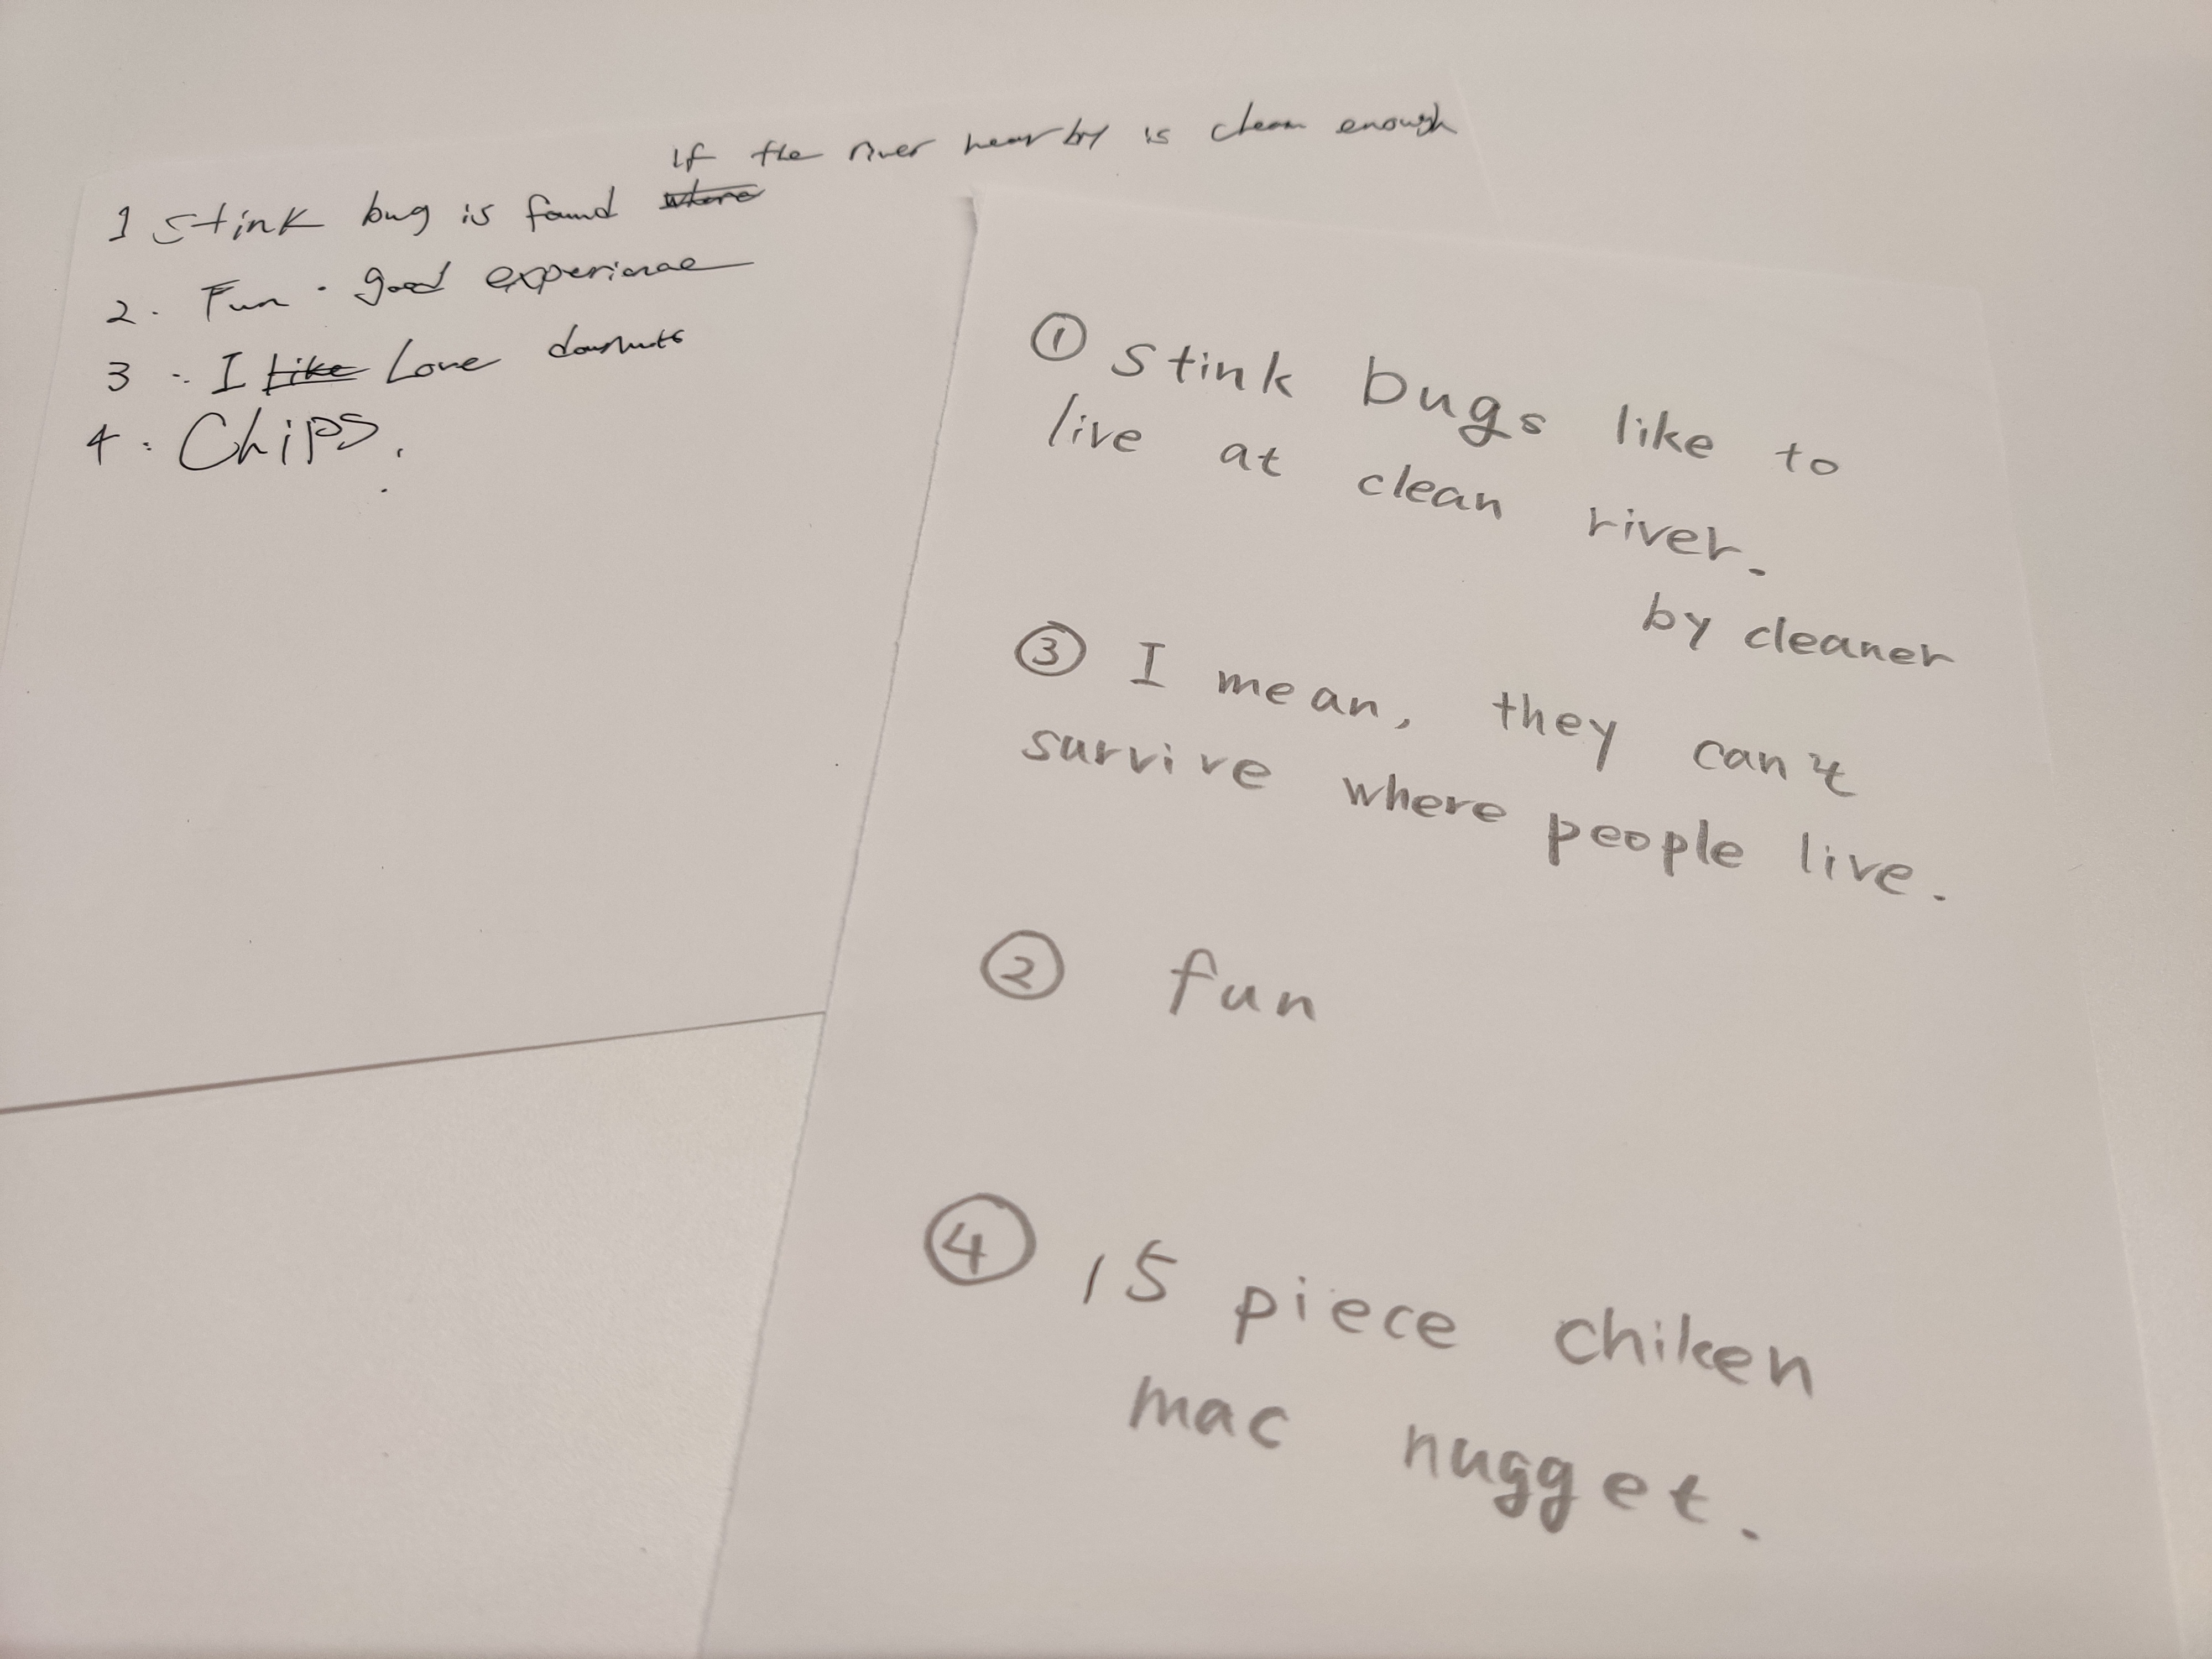 if the river near by is clean enough
1 stink bug is found where
2. Fun. good experience
3. I like Love dounuts
4. Chips.
① stink bugs like to
live at clean river.
by cleaner
③ I mean, they can't
survive where people live.
② fun
④ 15 piece chiken
mac nugget.